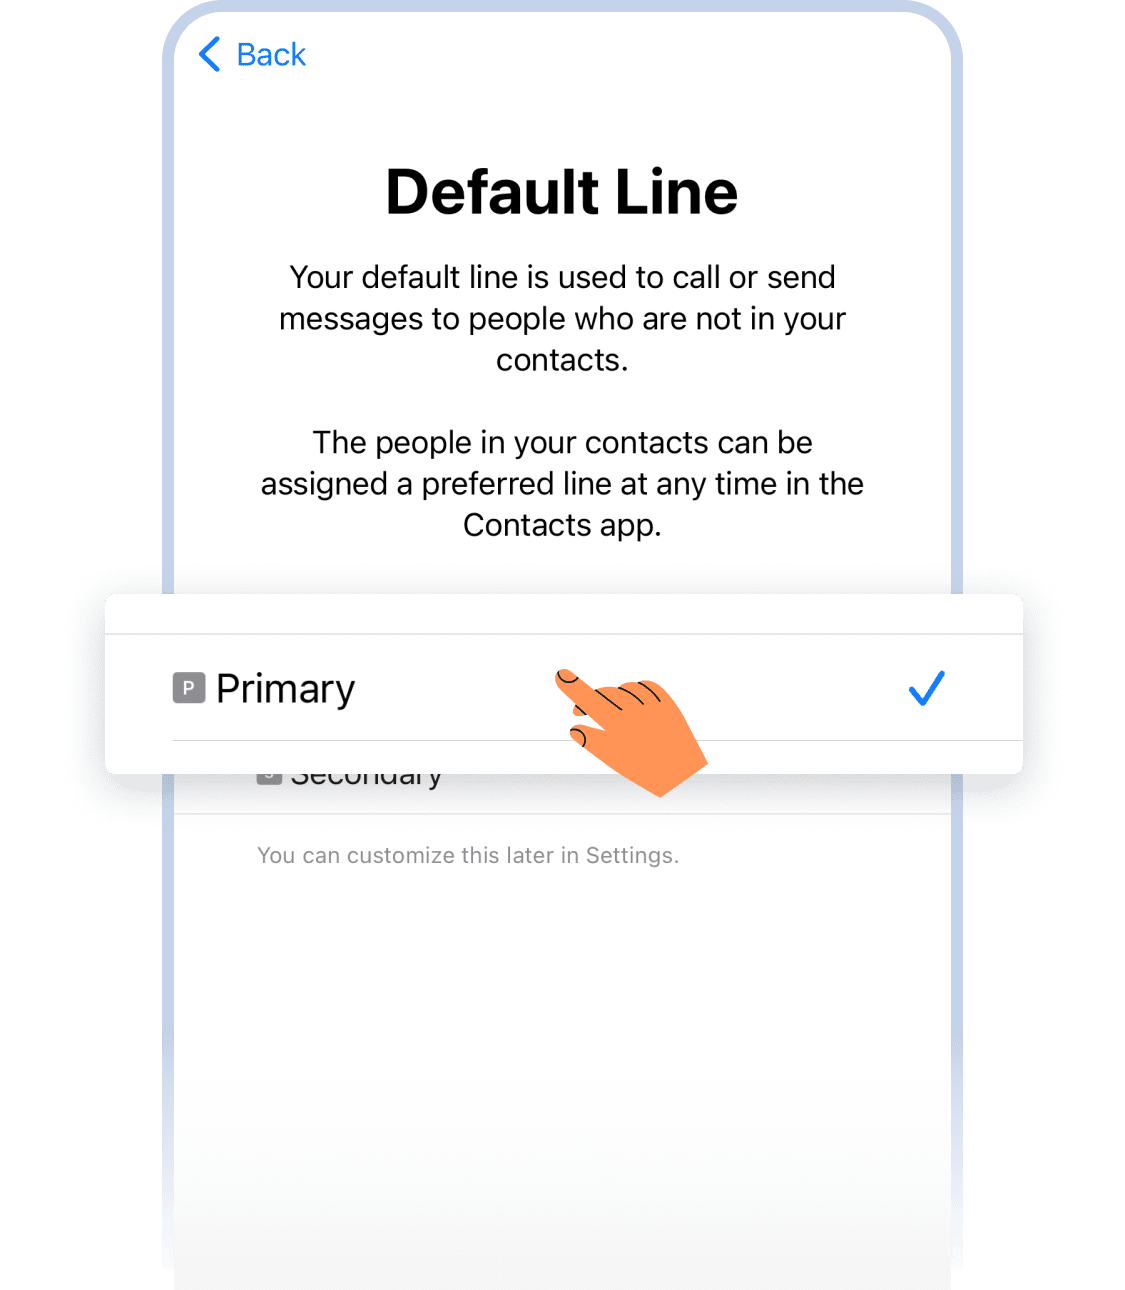 Back
Default Line
Your default line is used to call or send
messages to people who are not in your
contacts.
The people in your contacts can be
assigned a preferred line at any time in the
Contacts app.
P Primary
S Secondary
You can customize this later in Settings.